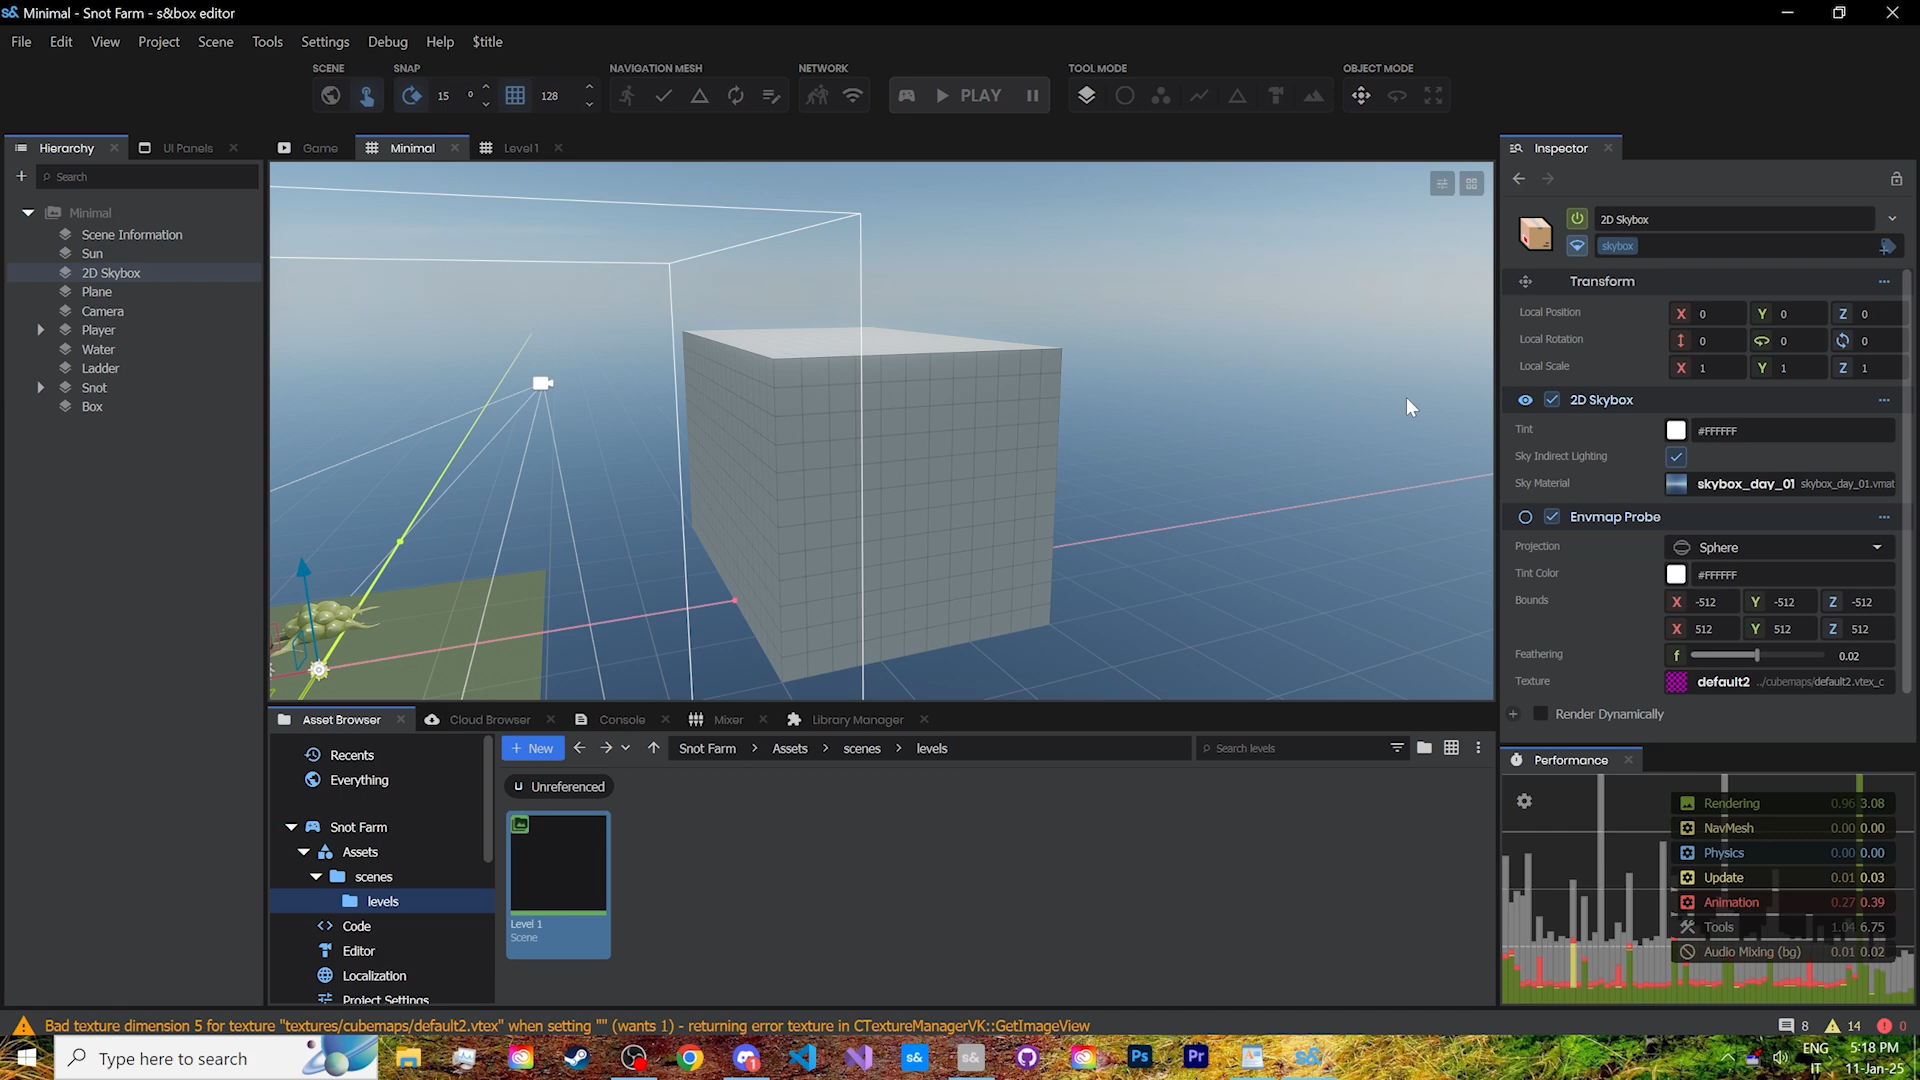 Minimal - Snot Farm - s&box editor
File Edit View Project Scene Tools Settings Debug Help $title
SCENE SNAP NAVIGATION MESH NETWORK TOOL MODE OBJECT MODE
15 ° 128 PLAY
Hierarchy UI Panels Game Minimal Level 1 Inspector
Search
Minimal
Scene Information
Sun
2D Skybox
Plane
Camera
Player
Water
Ladder
Snot
Box
2D Skybox
skybox
Transform
Local Position X 0 Y 0 Z 0
Local Rotation 0 0 0
Local Scale X 1 Y 1 Z 1
2D Skybox
Tint #FFFFFF
Sky Indirect Lighting
Sky Material skybox_day_01 skybox_day_01.vmat
Envmap Probe
Projection Sphere
Tint Color #FFFFFF
Bounds X -512 Y -512 Z -512
X 512 Y 512 Z 512
Feathering f 0.02
Texture default2 ../cubemaps/default2.vtex_c
Render Dynamically
Asset Browser Cloud Browser Console Mixer Library Manager
Recents
Everything
Snot Farm
Assets
scenes
levels
Code
Editor
Localization
Project Settings
New Snot Farm Assets scenes levels Search levels
Unreferenced
Level 1
Scene
Performance
Rendering 0.96 3.08
NavMesh 0.00 0.00
Physics 0.00 0.00
Update 0.01 0.03
Animation 0.27 0.39
Tools 1.04 6.75
Audio Mixing (bg) 0.01 0.02
Bad texture dimension 5 for texture "textures/cubemaps/default2.vtex" when setting "" (wants 1) - returning error texture in CTextureManagerVK::GetImageView
8 14 0
Type here to search
s& s& Ps Pr s&
ENG
IT
5:18 PM
11-Jan-25